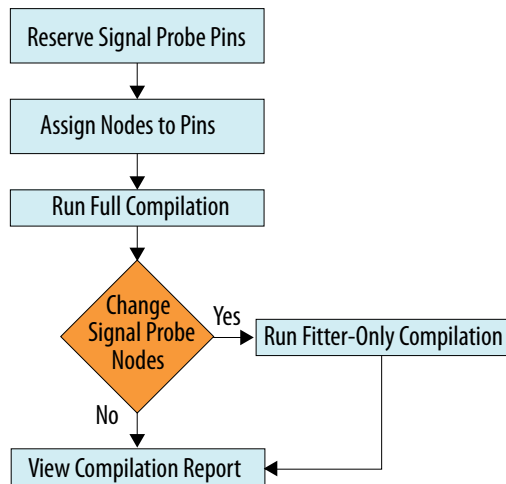 Reserve Signal Probe Pins
Assign Nodes to Pins
Run Full Compilation
Change
Signal Probe
Nodes
Yes
Run Fitter-Only Compilation
No
View Compilation Report